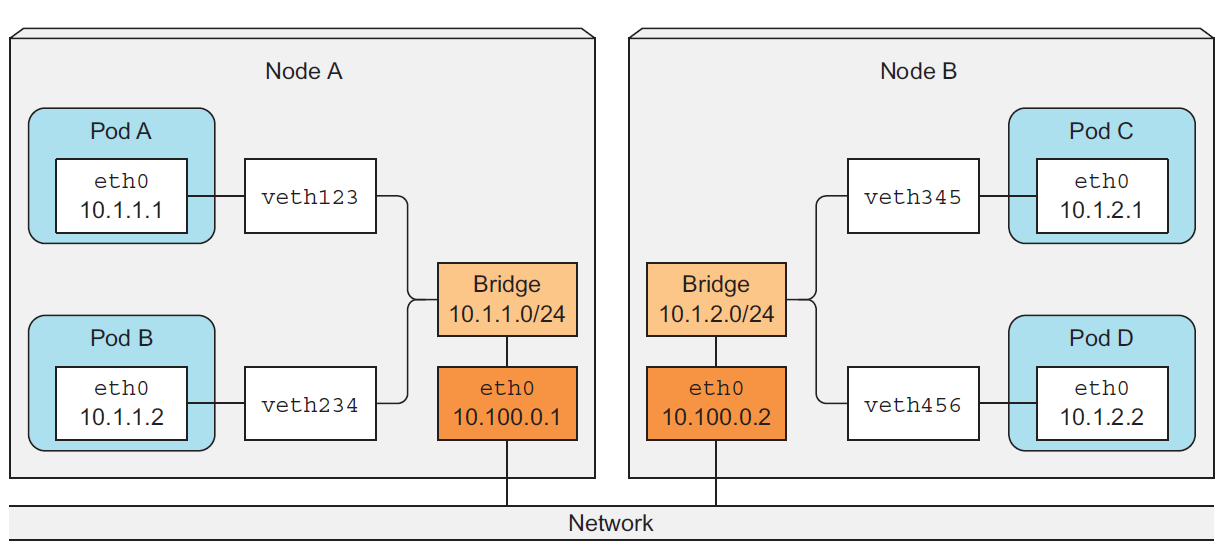 Node A
Pod A
eth0
10.1.1.1
veth123
Bridge
10.1.1.0/24
Pod B
eth0
10.1.1.2
veth234
eth0
10.100.0.1
Node B
Pod C
veth345
eth0
10.1.2.1
Bridge
10.1.2.0/24
Pod D
eth0
10.100.0.2
veth456
eth0
10.1.2.2
Network